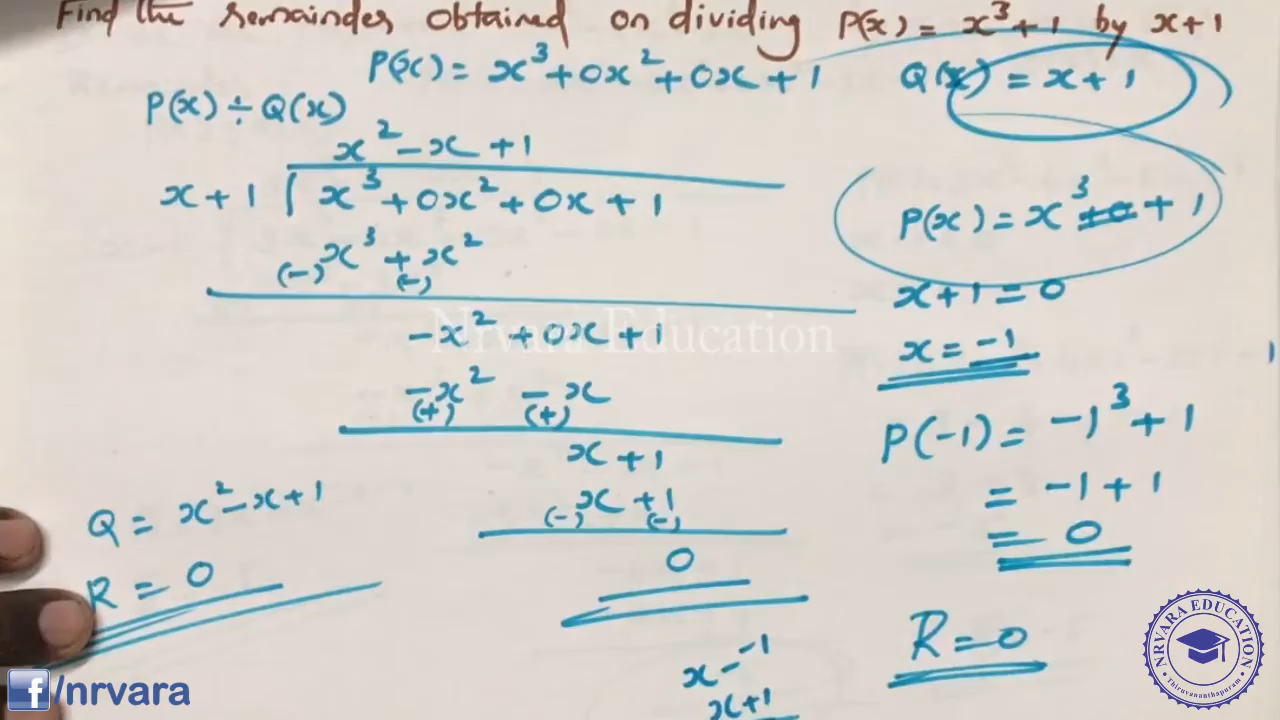 Find the remainder obtained on dividing P(x) = x³+1 by x+1
P(x) = x³+0x²+0x+1
Q(x) = x+1
P(x) ÷ Q(x)
x²-x+1
x+1 x³+0x²+0x+1
x³+x²
(-) (-)
-x²+0x+1
-x² -x
(+) (+)
x+1
x+1
(-) (-)
0
Q = x²-x+1
R = 0
P(x) = x³+0+1
x+1=0
x = -1
P(-1) = -1³+1
= -1+1
= 0
R = 0
x - -1
x+1
Nrvara Education
f/nrvara
NRVARA EDUCATION
Thiruvananthapuram